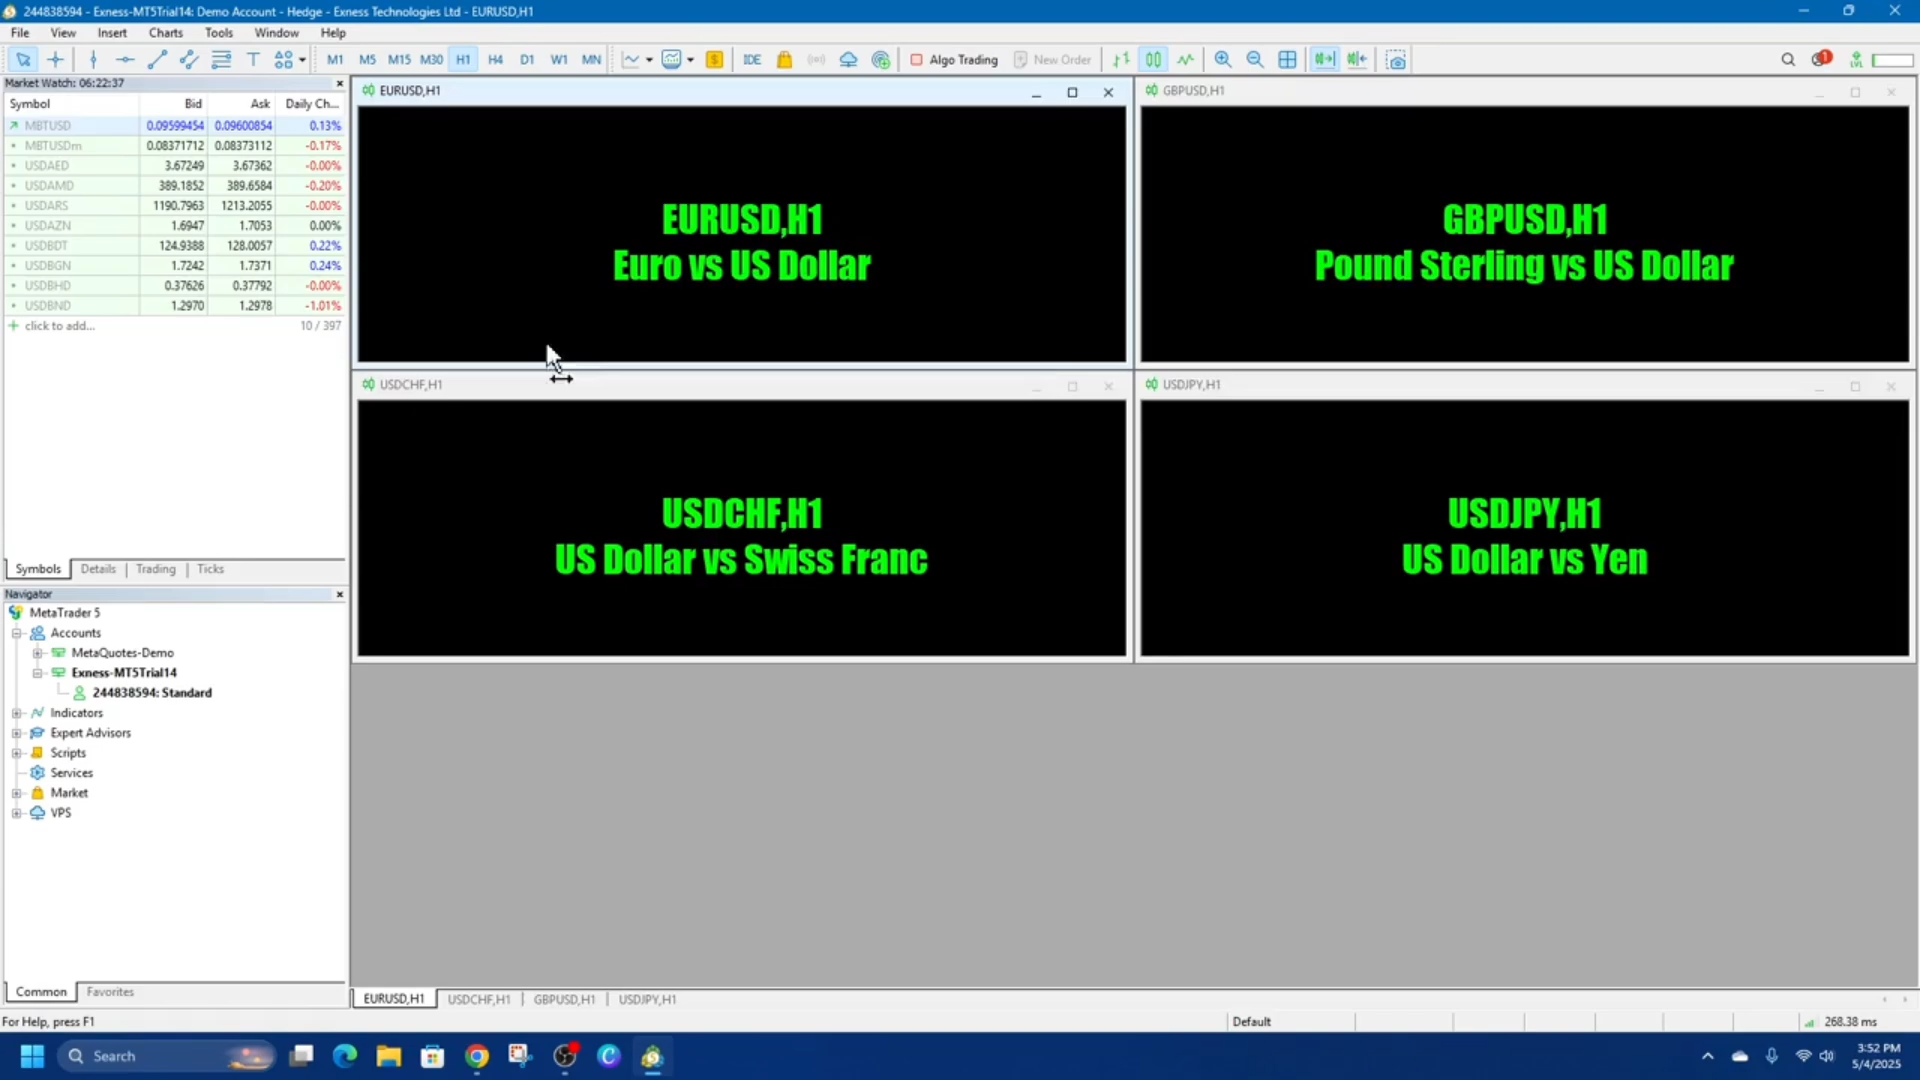 244838594 - Exness-MT5Trial14: Demo Account - Hedge - Exness Technologies Ltd - EURUSD,H1
File View Insert Charts Tools Window Help
M1 M5 M15 M30 H1 H4 D1 W1 MN IDE Algo Trading New Order 1
Market Watch: 06:22:37
Symbol Bid Ask Daily Ch...
MBTUSD 0.09599454 0.09600854 0.13%
MBTUSDm 0.08371712 0.08373112 -0.17%
USDAED 3.67249 3.67362 -0.00%
USDAMD 389.1852 389.6584 -0.20%
USDARS 1190.7963 1213.2055 -0.00%
USDAZN 1.6947 1.7053 0.00%
USDBDT 124.9388 128.0057 0.22%
USDBGN 1.7242 1.7371 0.24%
USDBHD 0.37626 0.37792 -0.00%
USDBND 1.2970 1.2978 -1.01%
click to add... 10 / 397
Symbols Details Trading Ticks
Navigator
MetaTrader 5
Accounts
MetaQuotes-Demo
Exness-MT5Trial14
244838594: Standard
Indicators
Expert Advisors
Scripts
Services
Market
VPS
Common Favorites
EURUSD,H1
EURUSD,H1
Euro vs US Dollar
GBPUSD,H1
GBPUSD,H1
Pound Sterling vs US Dollar
USDCHF,H1
USDCHF,H1
US Dollar vs Swiss Franc
USDJPY,H1
USDJPY,H1
US Dollar vs Yen
EURUSD,H1 USDCHF,H1 GBPUSD,H1 USDJPY,H1
For Help, press F1
Default
268.38 ms
Search
3:52 PM
5/4/2025